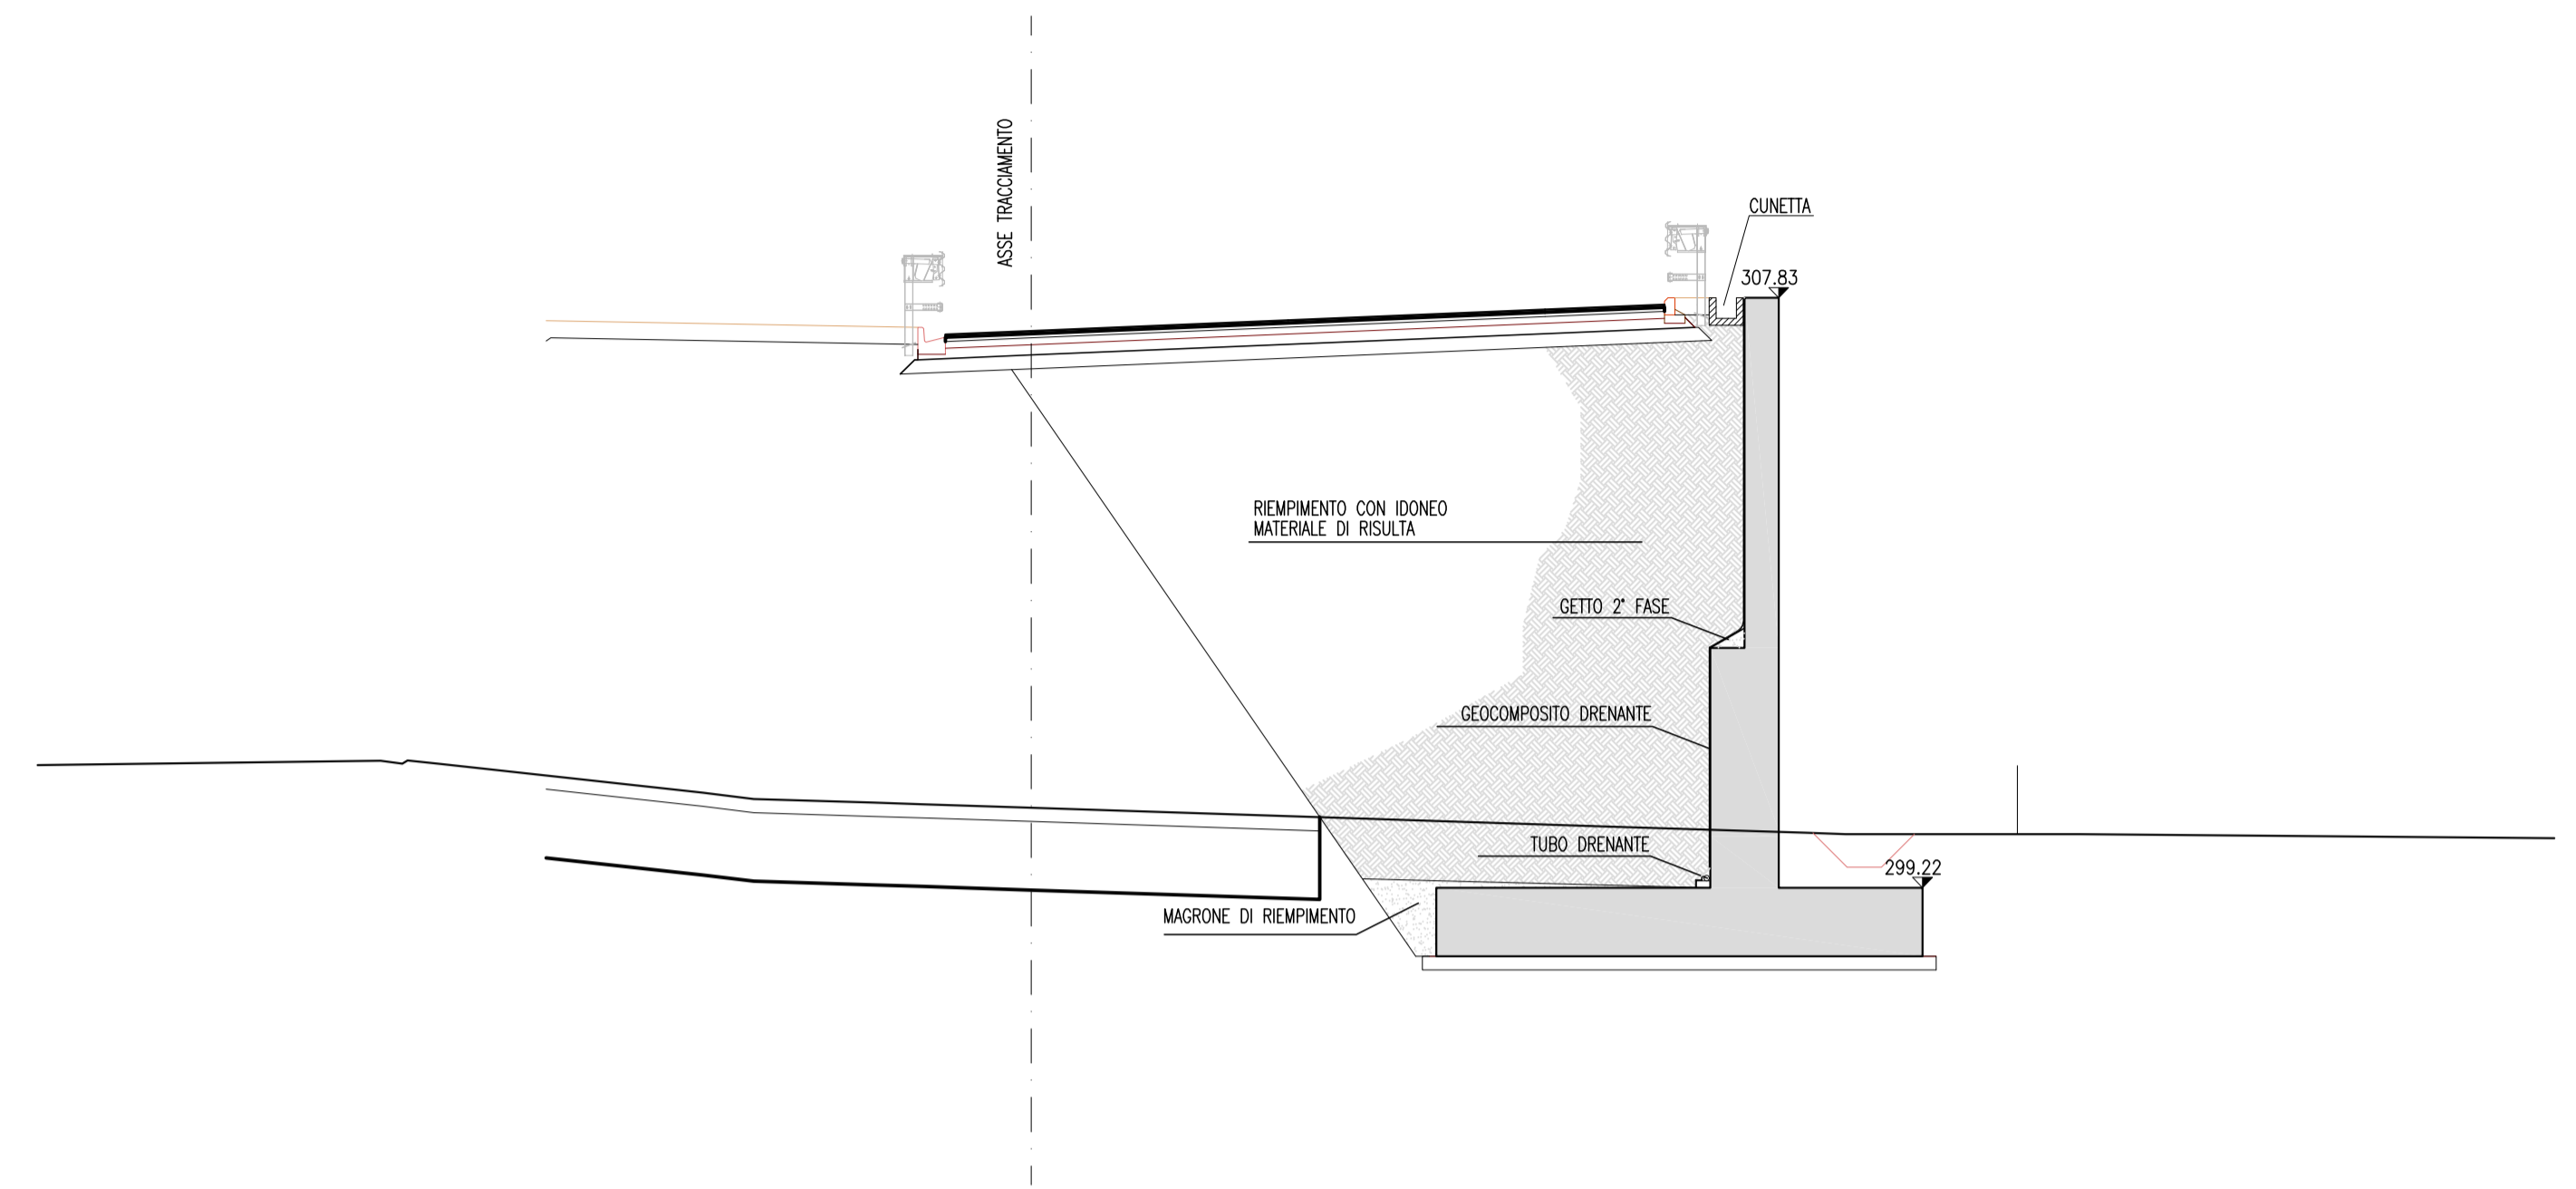 ASSE TRACCIAMENTO
CUNETTA
307.83
RIEMPIMENTO CON IDONEO
MATERIALE DI RISULTA
GETTO 2° FASE
GEOCOMPOSITO DRENANTE
TUBO DRENANTE
299.22
MAGRONE DI RIEMPIMENTO